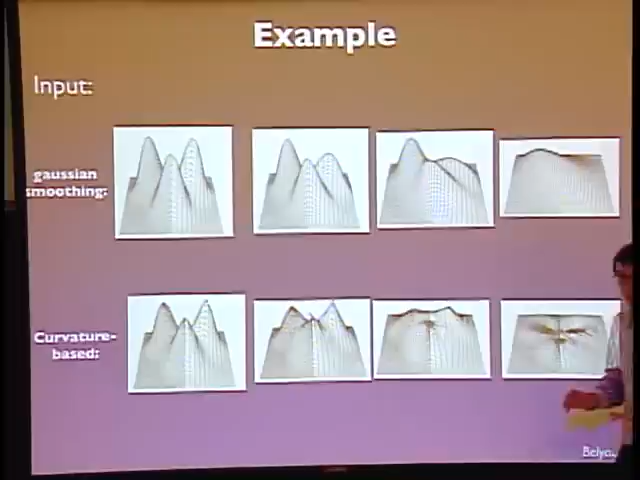 Example
Input:
gaussian
smoothing:
Curvature-
based: